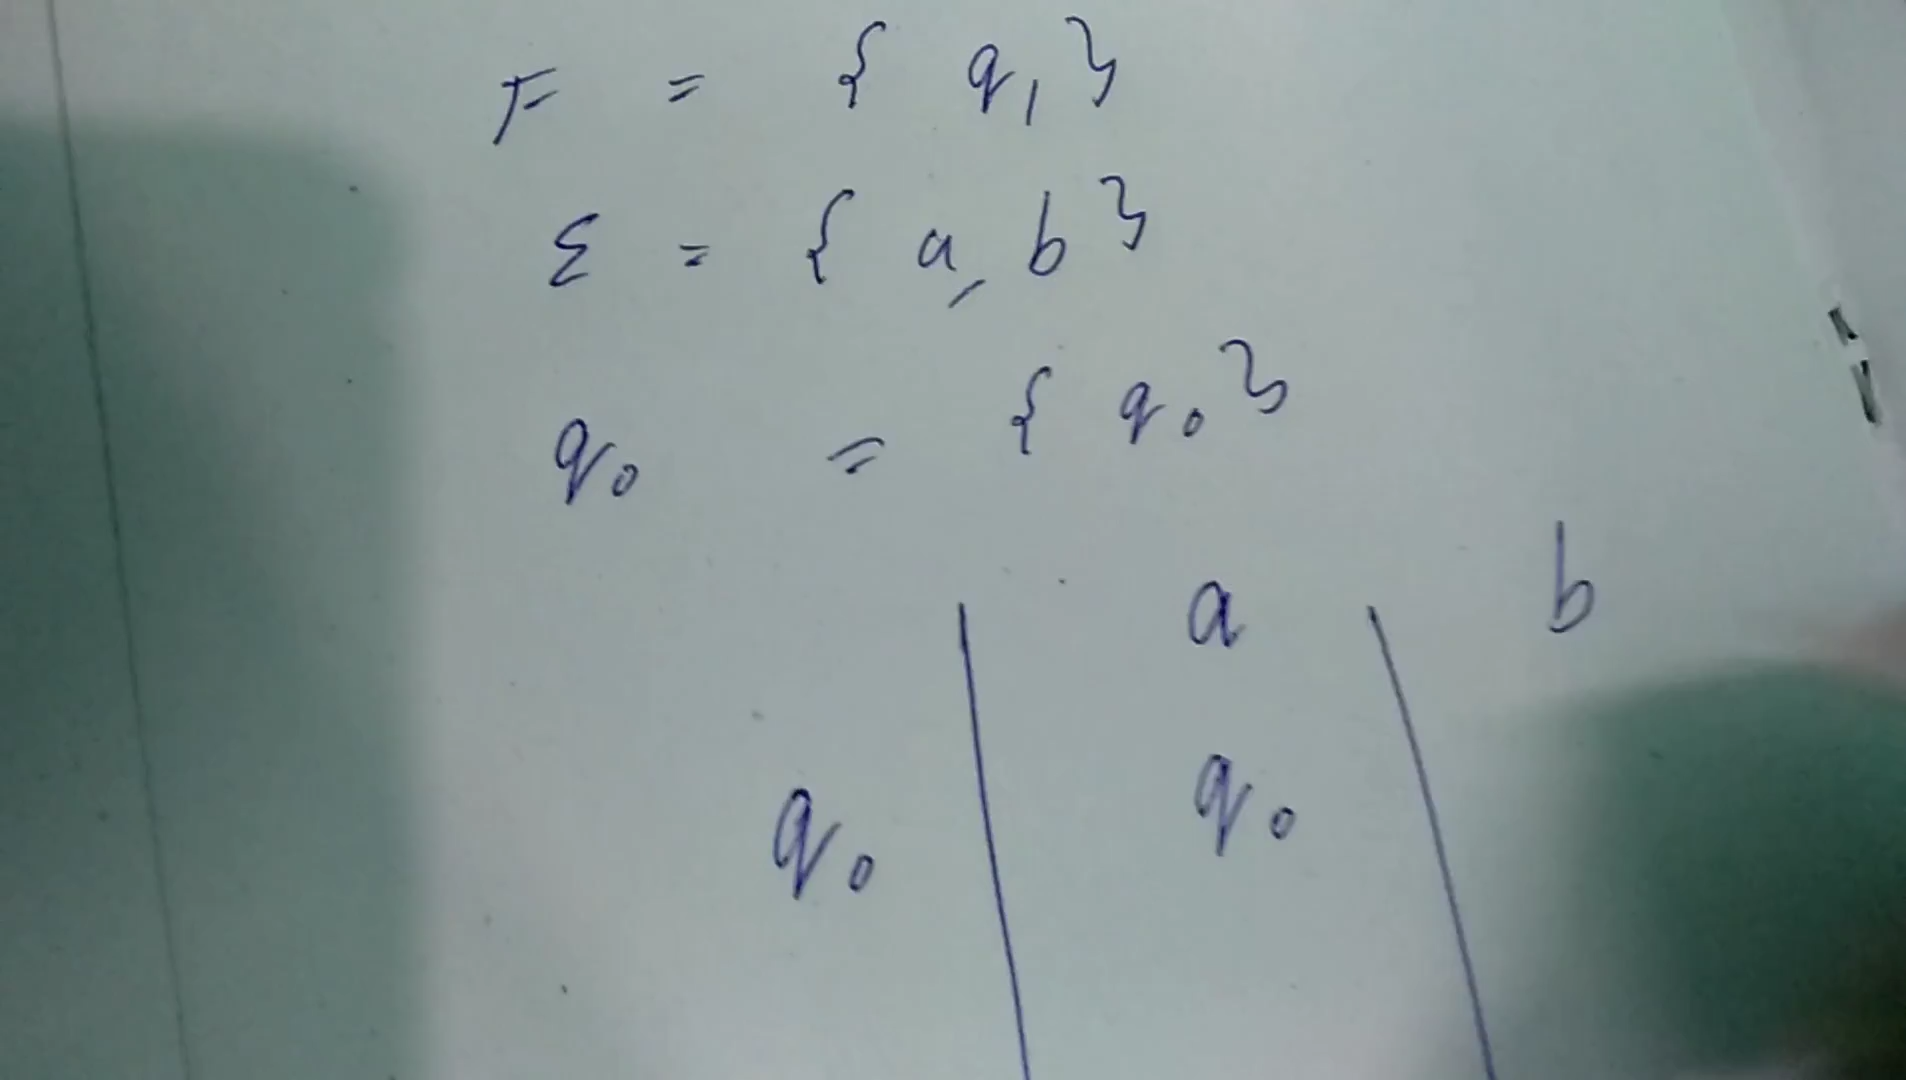 F = { q₁ }
Σ = { a, b }
q₀ = { q₀ }
a b
q₀ q₀